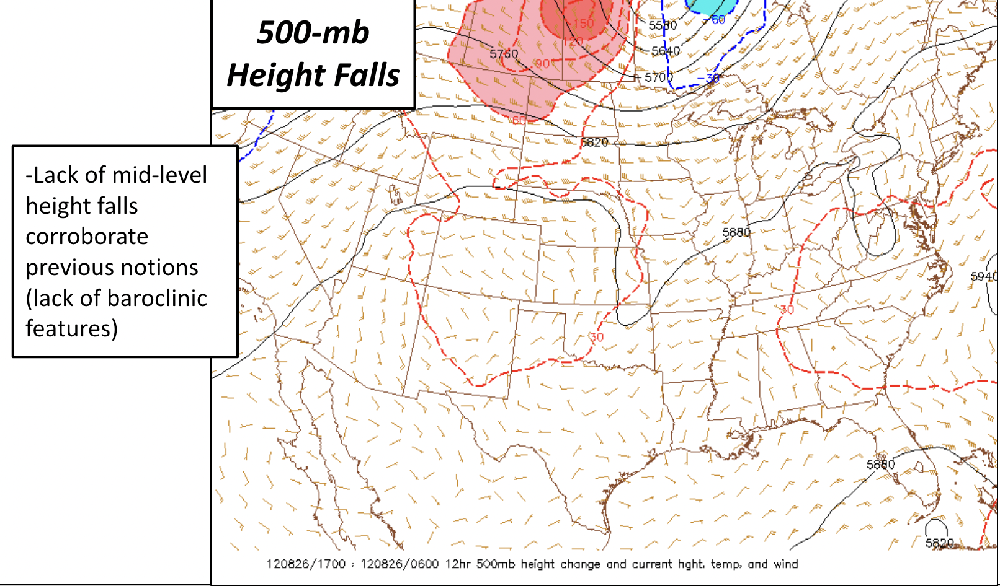 500-mb
Height Falls
-Lack of mid-level
height falls
corroborate
previous notions
(lack of baroclinic
features)
-150
120
90
60
-60
-30
5580
5640
5700
5760
5820
5880
5940
30
30
5880
5820
120826/1700 : 120826/0600 12hr 500mb height change and current hght, temp, and wind